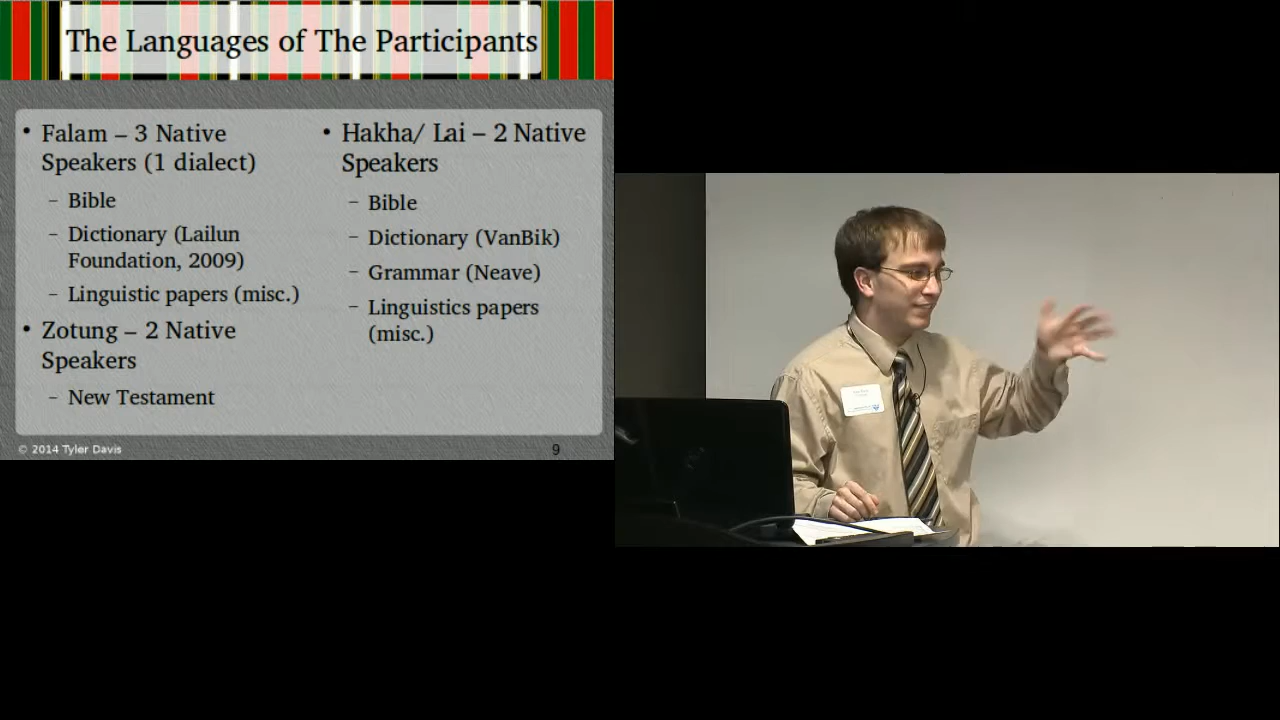 The Languages of The Participants
• Falam – 3 Native
Speakers (1 dialect)
– Bible
– Dictionary (Lailun
Foundation, 2009)
– Linguistic papers (misc.)
• Zotung – 2 Native
Speakers
– New Testament
• Hakha/ Lai – 2 Native
Speakers
– Bible
– Dictionary (VanBik)
– Grammar (Neave)
– Linguistics papers
(misc.)
© 2014 Tyler Davis
9